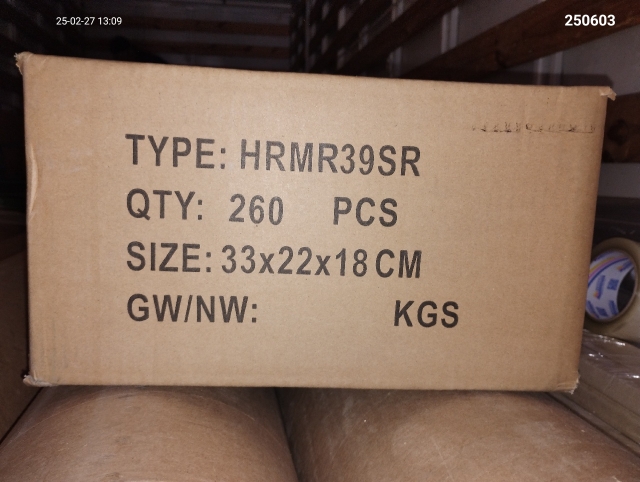 25-02-27 13:09
250603
TYPE: HRMR39SR
QTY: 260 PCS
SIZE: 33x22x18 CM
GW/NW: KGS